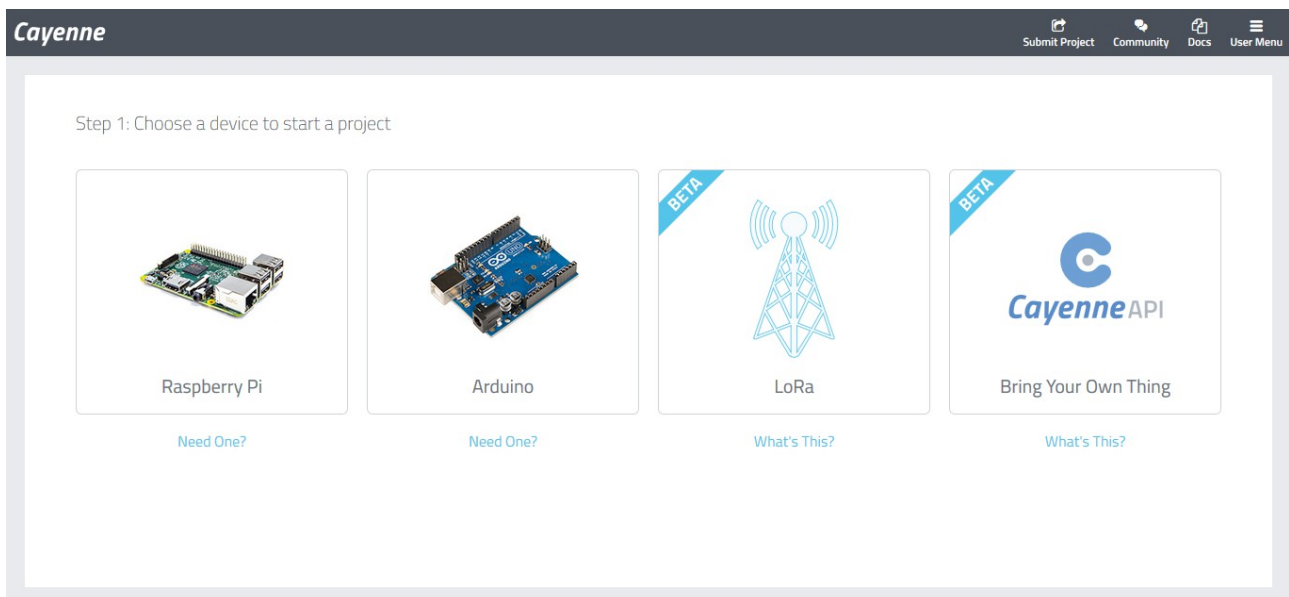 Cayenne
Submit Project Community Docs User Menu
Step 1: Choose a device to start a project
BETA BETA
UNO
Cayenne API
Raspberry Pi Arduino LoRa Bring Your Own Thing
Need One? Need One? What's This? What's This?